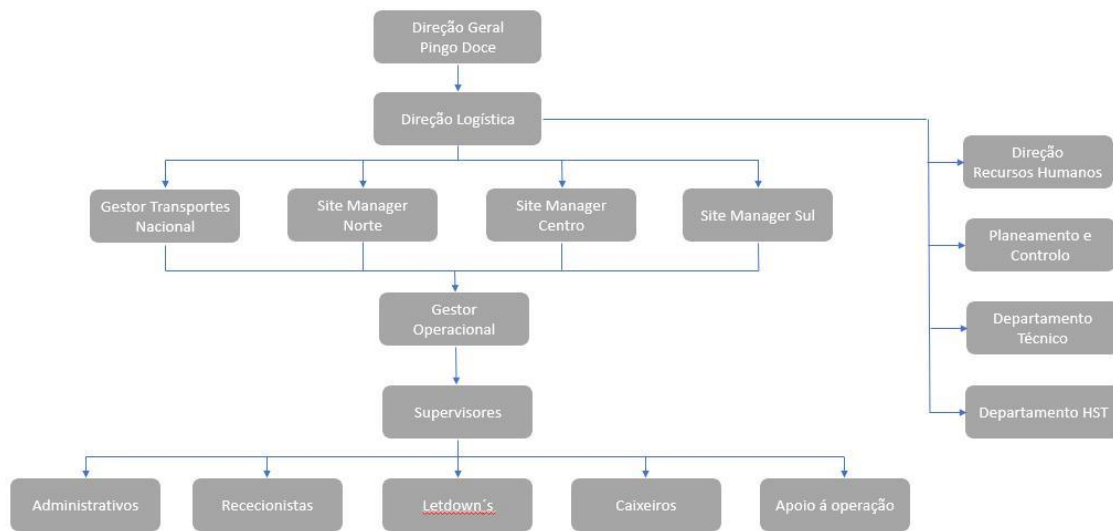 Direção Geral
Pingo Doce
Direção Logística
Direção
Recursos Humanos
Gestor Transportes
Nacional
Site Manager
Norte
Site Manager
Centro
Site Manager Sul
Planeamento e
Controlo
Gestor
Operacional
Departamento
Técnico
Supervisores
Departamento HST
Administrativos
Rececionistas
Letdown´s
Caixeiros
Apoio á operação